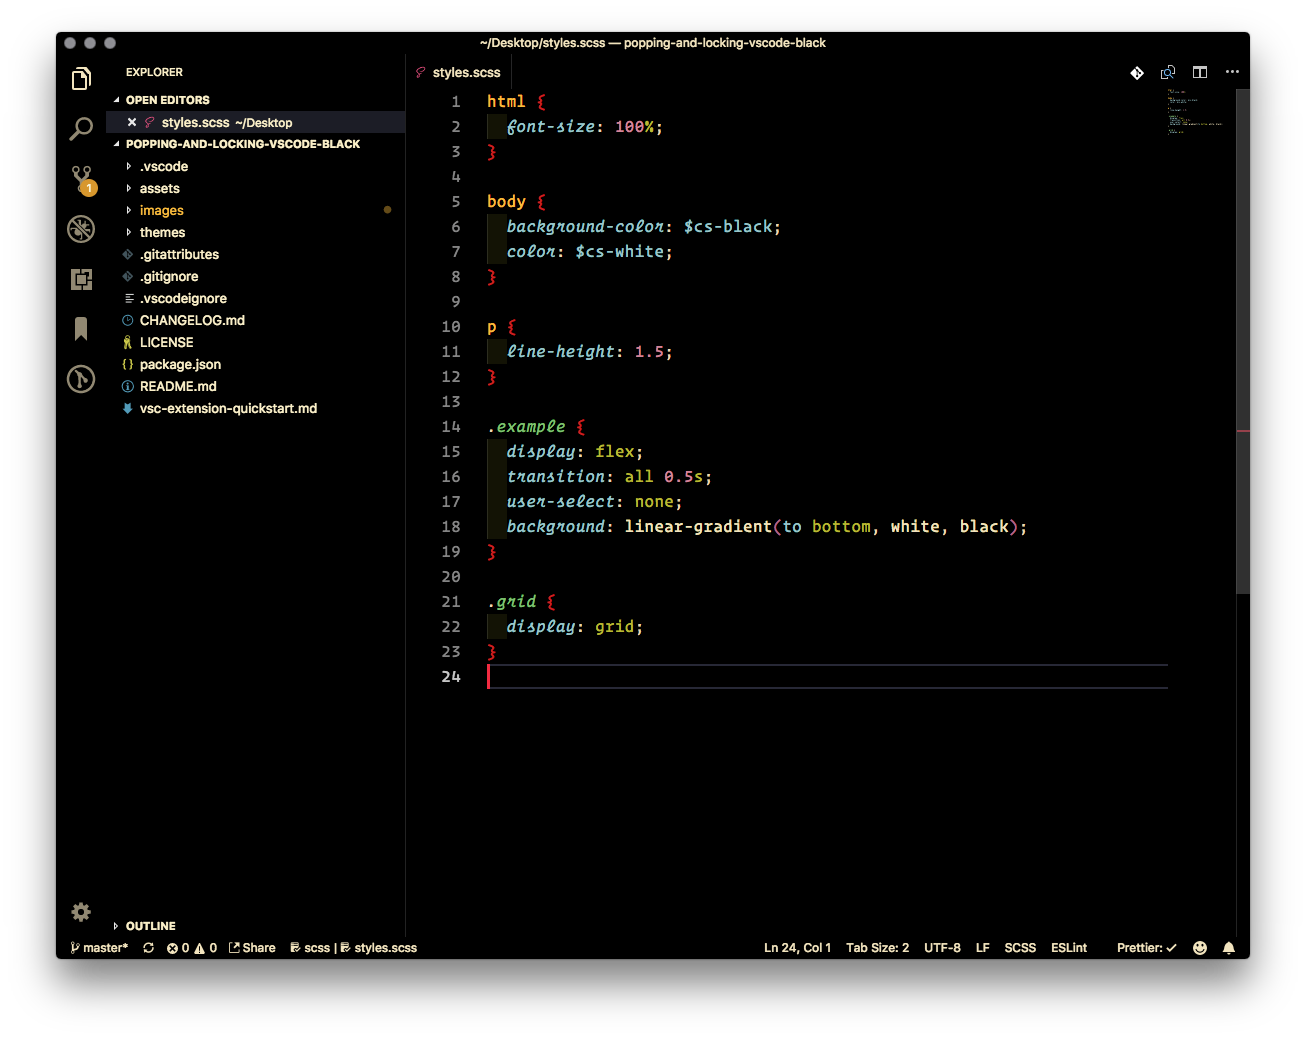 ~/Desktop/styles.scss — popping-and-locking-vscode-black
EXPLORER
OPEN EDITORS
styles.scss ~/Desktop
POPPING-AND-LOCKING-VSCODE-BLACK
.vscode
assets
images
themes
.gitattributes
.gitignore
.vscodeignore
CHANGELOG.md
LICENSE
package.json
README.md
vsc-extension-quickstart.md
OUTLINE
1
styles.scss
1 html {
2 font-size: 100%;
3 }
4
5 body {
6 background-color: $cs-black;
7 color: $cs-white;
8 }
9
10 p {
11 line-height: 1.5;
12 }
13
14 .example {
15 display: flex;
16 transition: all 0.5s;
17 user-select: none;
18 background: linear-gradient(to bottom, white, black);
19 }
20
21 .grid {
22 display: grid;
23 }
24
master* 0 0 Share scss | styles.scss Ln 24, Col 1 Tab Size: 2 UTF-8 LF SCSS ESLint Prettier: ✓